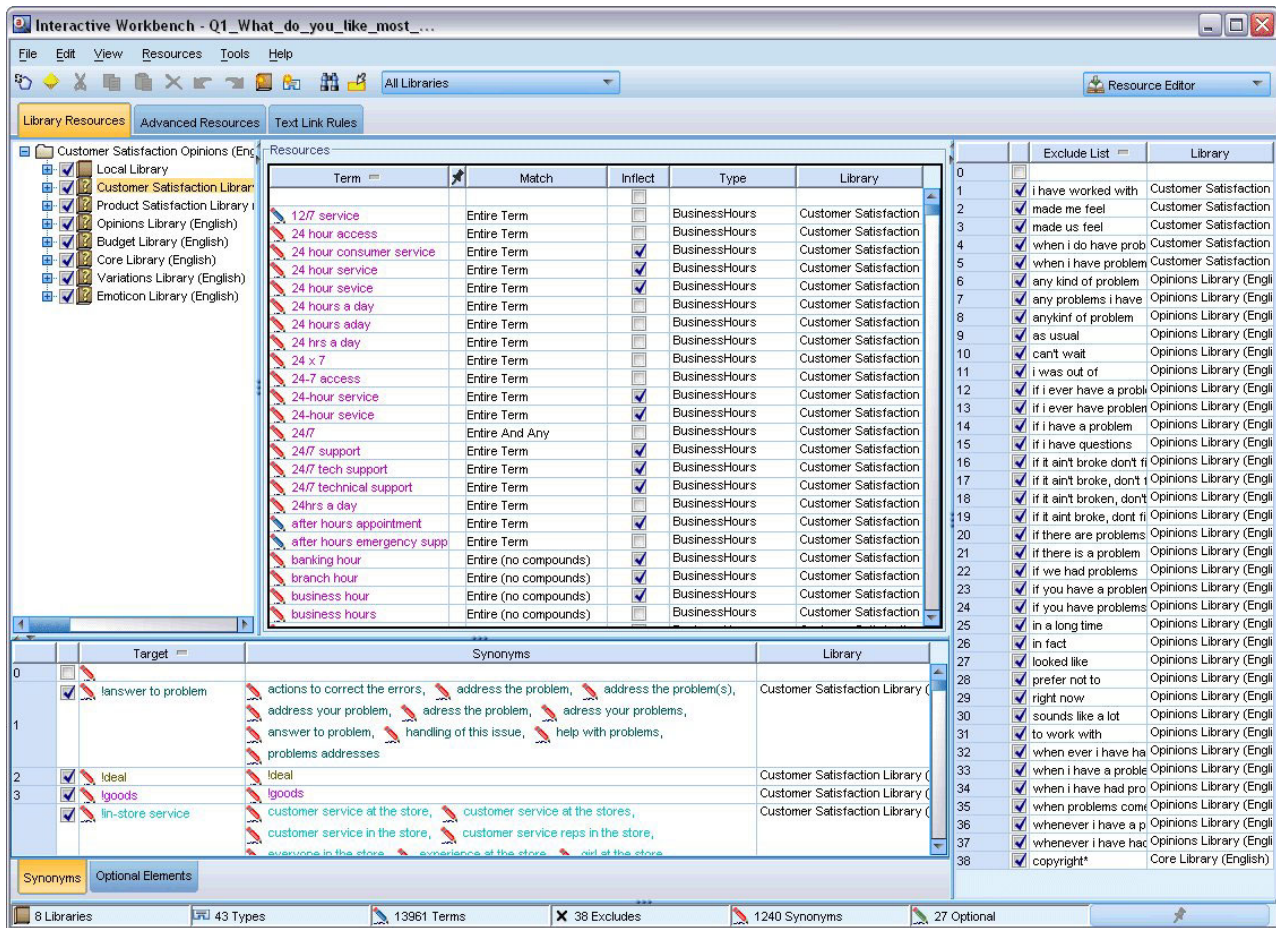 Interactive Workbench - Q1_What_do_you_like_most_...
File Edit View Resources Tools Help
All Libraries
Resource Editor
Library Resources Advanced Resources Text Link Rules
Customer Satisfaction Opinions (Eng
Local Library
Customer Satisfaction Librar
Product Satisfaction Library
Opinions Library (English)
Budget Library (English)
Core Library (English)
Variations Library (English)
Emoticon Library (English)
Resources
Term Match Inflect Type Library
12/7 service Entire Term BusinessHours Customer Satisfaction
24 hour access Entire Term BusinessHours Customer Satisfaction
24 hour consumer service Entire Term BusinessHours Customer Satisfaction
24 hour service Entire Term BusinessHours Customer Satisfaction
24 hour sevice Entire Term BusinessHours Customer Satisfaction
24 hours a day Entire Term BusinessHours Customer Satisfaction
24 hours aday Entire Term BusinessHours Customer Satisfaction
24 hrs a day Entire Term BusinessHours Customer Satisfaction
24 x 7 Entire Term BusinessHours Customer Satisfaction
24-7 access Entire Term BusinessHours Customer Satisfaction
24-hour service Entire Term BusinessHours Customer Satisfaction
24-hour sevice Entire Term BusinessHours Customer Satisfaction
24/7 Entire And Any BusinessHours Customer Satisfaction
24/7 support Entire Term BusinessHours Customer Satisfaction
24/7 tech support Entire Term BusinessHours Customer Satisfaction
24/7 technical support Entire Term BusinessHours Customer Satisfaction
24hrs a day Entire Term BusinessHours Customer Satisfaction
after hours appointment Entire Term BusinessHours Customer Satisfaction
after hours emergency supp Entire Term BusinessHours Customer Satisfaction
banking hour Entire (no compounds) BusinessHours Customer Satisfaction
branch hour Entire (no compounds) BusinessHours Customer Satisfaction
business hour Entire (no compounds) BusinessHours Customer Satisfaction
business hours Entire (no compounds) BusinessHours Customer Satisfaction
Exclude List Library
0
1 i have worked with Customer Satisfaction
2 made me feel Customer Satisfaction
3 made us feel Customer Satisfaction
4 when i do have prob Customer Satisfaction
5 when i have problem Customer Satisfaction
6 any kind of problem Opinions Library (Engli
7 any problems i have Opinions Library (Engli
8 anykinf of problem Opinions Library (Engli
9 as usual Opinions Library (Engli
10 can't wait Opinions Library (Engli
11 i was out of Opinions Library (Engli
12 if i ever have a probl Opinions Library (Engli
13 if i ever have problen Opinions Library (Engli
14 if i have a problem Opinions Library (Engli
15 if i have questions Opinions Library (Engli
16 if it ain't broke don't fi Opinions Library (Engli
17 if it ain't broke, don't Opinions Library (Engli
18 if it ain't broken, don't Opinions Library (Engli
19 if it aint broke, dont fi Opinions Library (Engli
20 if there are problems Opinions Library (Engli
21 if there is a problem Opinions Library (Engli
22 if we had problems Opinions Library (Engli
23 if you have a problen Opinions Library (Engli
24 if you have problems Opinions Library (Engli
25 in a long time Opinions Library (Engli
26 in fact Opinions Library (Engli
27 looked like Opinions Library (Engli
28 prefer not to Opinions Library (Engli
29 right now Opinions Library (Engli
30 sounds like a lot Opinions Library (Engli
31 to work with Opinions Library (Engli
32 when ever i have ha Opinions Library (Engli
33 when i have a proble Opinions Library (Engli
34 when i have had pro Opinions Library (Engli
35 when problems come Opinions Library (Engli
36 whenever i have a p Opinions Library (Engli
37 whenever i have had Opinions Library (Engli
38 copyright* Core Library (English)
Target Synonyms Library
0
1 !answer to problem actions to correct the errors, address the problem, address the problem(s), Customer Satisfaction Library (
address your problem, adress the problem, adress your problems,
answer to problem, handling of this issue, help with problems,
problems addresses
2 !deal !deal Customer Satisfaction Library (
3 !goods !goods Customer Satisfaction Library (
!in-store service customer service at the store, customer service at the stores, Customer Satisfaction Library (
customer service in the store, customer service reps in the store,
everyone in the store, experience at the store, girl at the store
Synonyms Optional Elements
8 Libraries 43 Types 13961 Terms 38 Excludes 1240 Synonyms 27 Optional